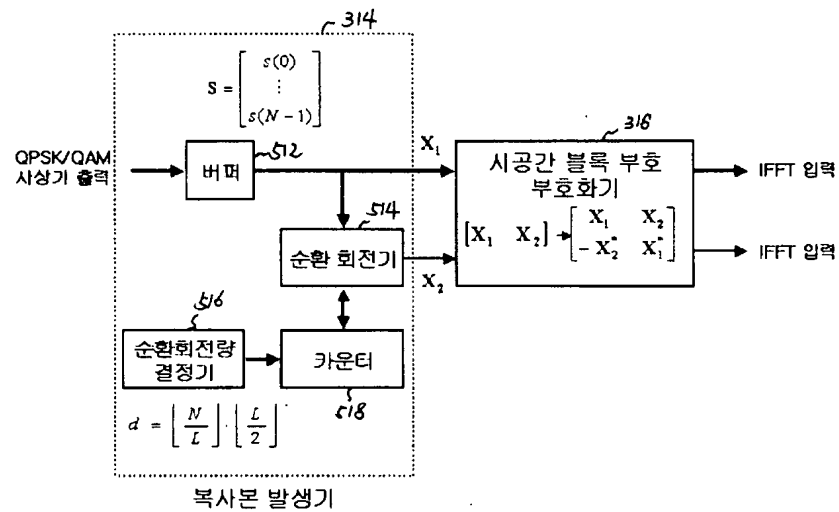 314
S = [ s(0) ⋮ s(N-1) ]
QPSK/QAM
사상기 출력
512
버퍼
X₁
316
시공간 블록 부호
부호화기
[X₁ X₂] → [ X₁ X₂ -X₂* X₁* ]
IFFT 입력
IFFT 입력
514
순환 회전기
X₂
516
순환회전량
결정기
카운터
518
d = ⌊N/L⌋·⌊L/2⌋
복사본 발생기